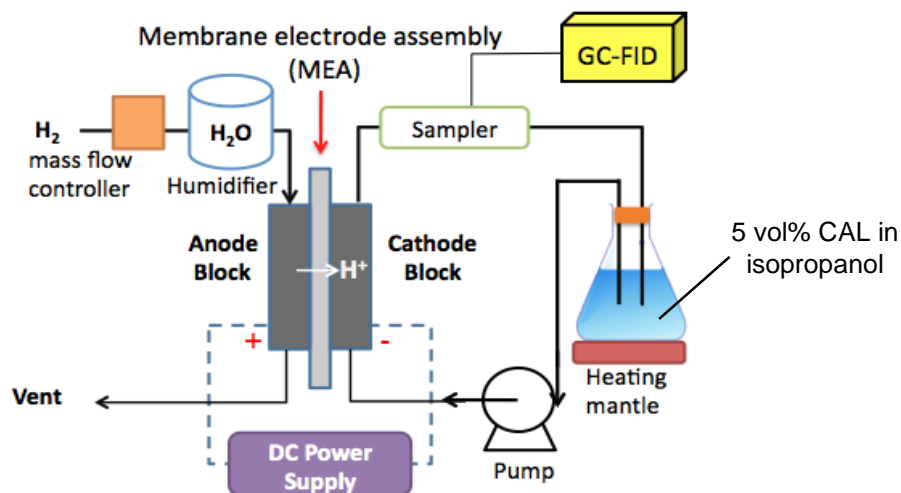 Membrane electrode assembly
(MEA)
GC-FID
H₂
mass flow
controller
H₂O
Humidifier
Sampler
Anode
Block
H⁺
Cathode
Block
5 vol% CAL in
isopropanol
+
-
Heating
mantle
Vent
DC Power
Supply
Pump